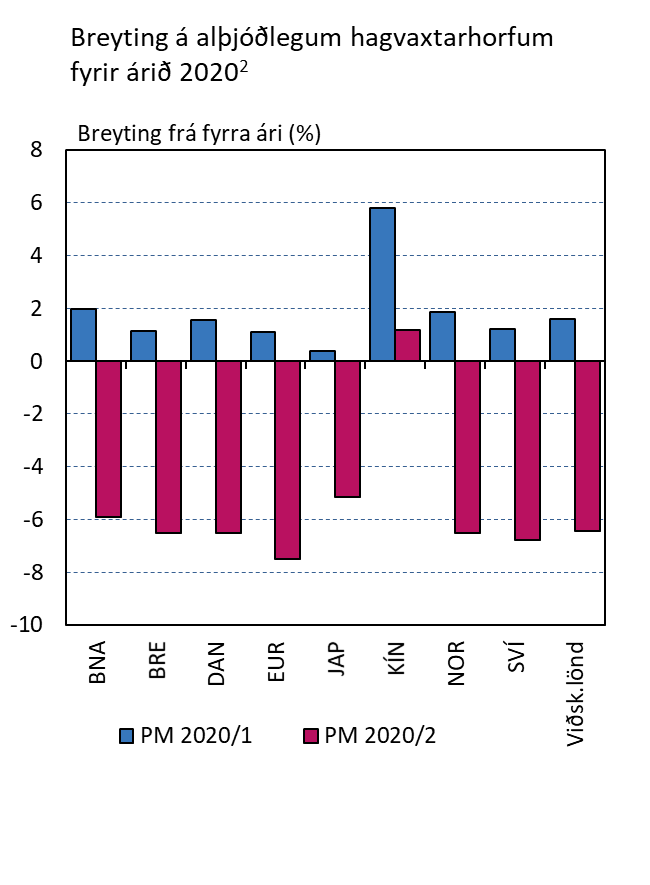 Breyting á alþjóðlegum hagvaxtarhorfum
fyrir árið 2020²
Breyting frá fyrra ári (%)
8
6
4
2
0
-2
-4
-6
-8
-10
BNA
BRE
DAN
EUR
JAP
KÍN
NOR
SVÍ
Viðsk.lönd
PM 2020/1
PM 2020/2